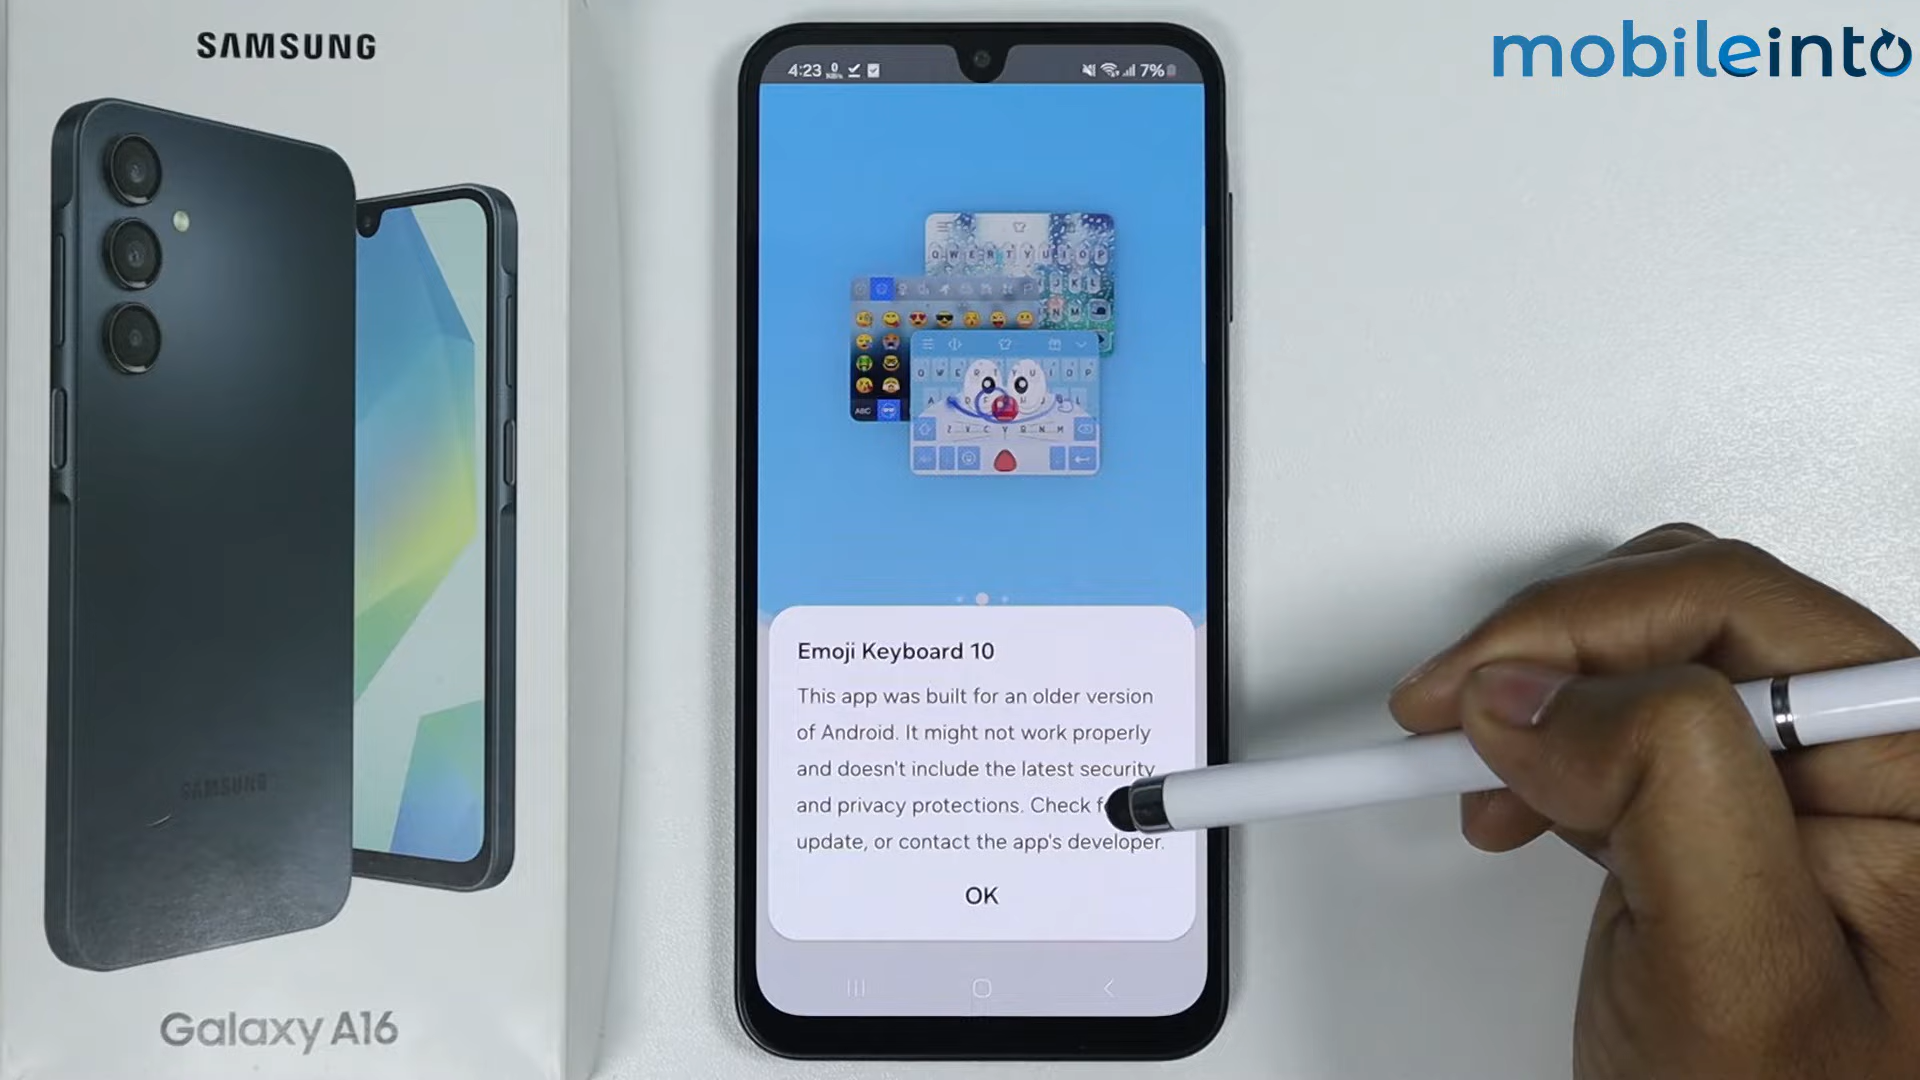 SAMSUNG
SAMSUNG
Galaxy A16
mobileinto
4:23
7%
Emoji Keyboard 10
This app was built for an older version
of Android. It might not work properly
and doesn't include the latest security
and privacy protections. Check
update, or contact the app's developer.
OK